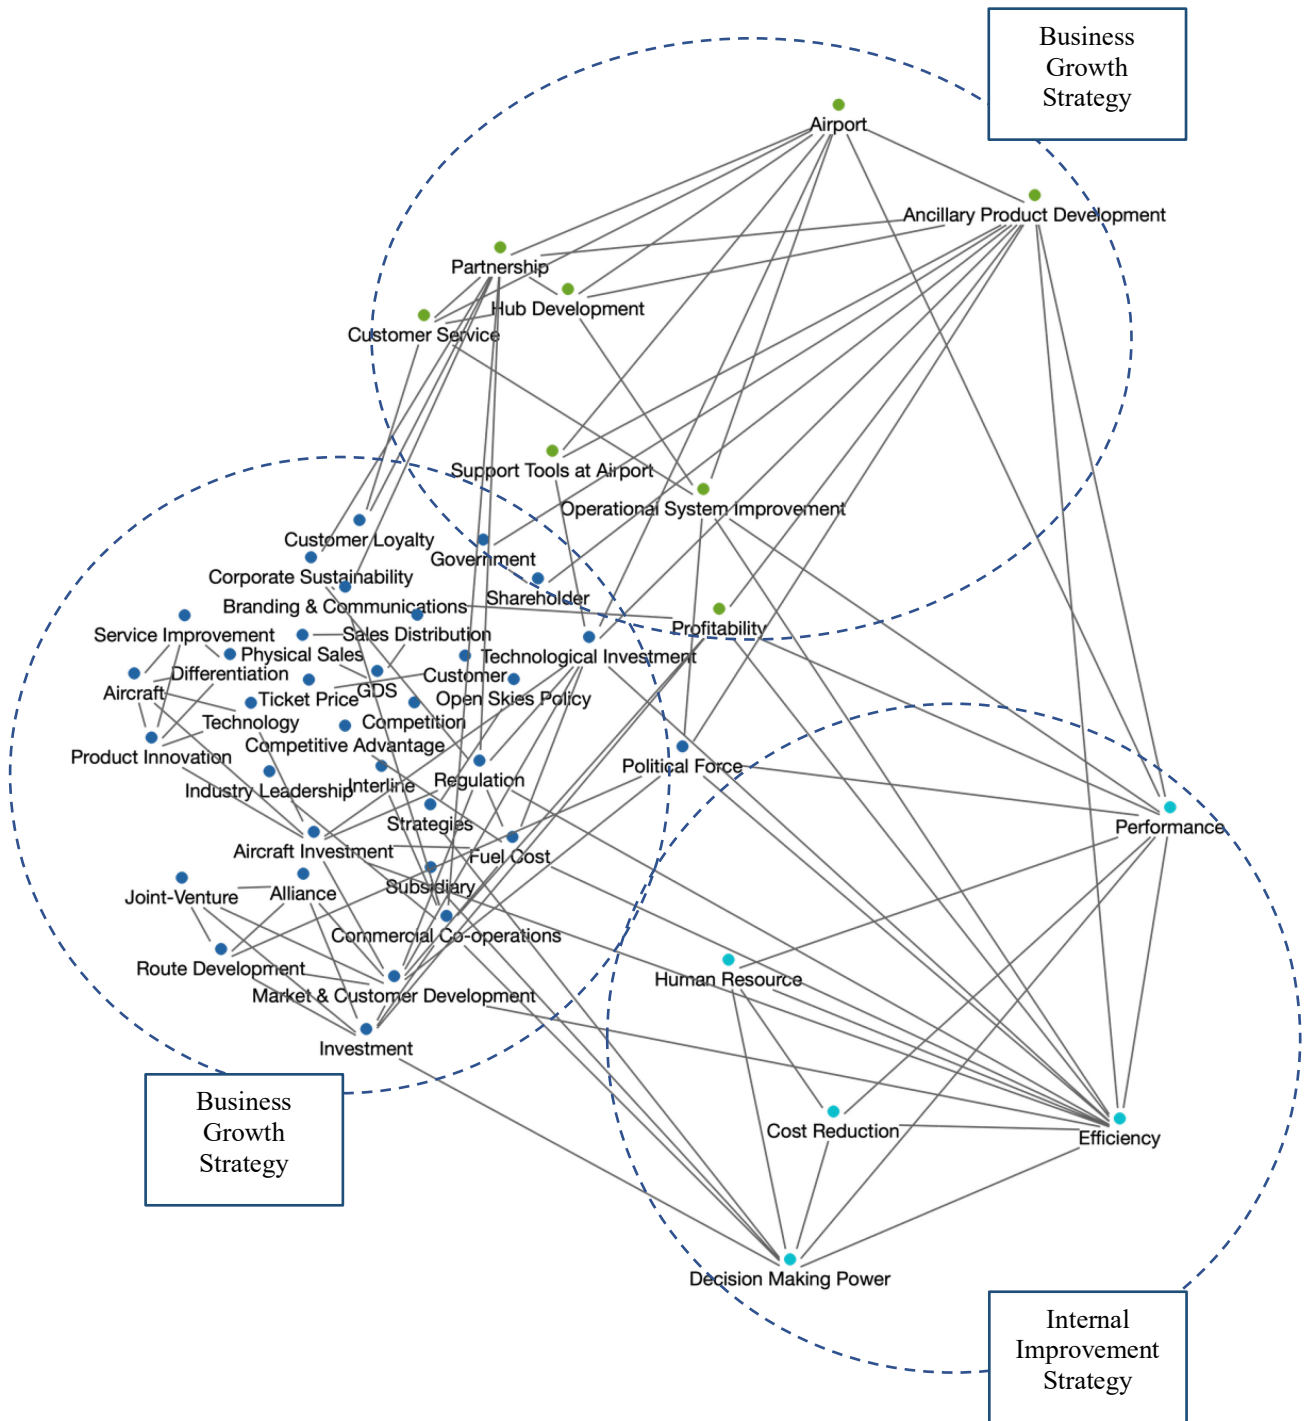 Business
Growth
Strategy
Airport
Ancillary Product Development
Partnership
Hub Development
Customer Service
Support Tools at Airport
Operational System Improvement
Customer Loyalty
Government
Corporate Sustainability
Shareholder
Branding & Communications
Profitability
Service Improvement
Sales Distribution
Physical Sales
Technological Investment
Differentiation
Customer
Aircraft
GDS
Ticket Price
Open Skies Policy
Technology
Competition
Competitive Advantage
Product Innovation
Political Force
Regulation
Interline
Industry Leadership
Strategies
Performance
Aircraft Investment
Fuel Cost
Subsidiary
Joint-Venture
Alliance
Commercial Co-operations
Route Development
Human Resource
Market & Customer Development
Investment
Business
Growth
Strategy
Cost Reduction
Efficiency
Decision Making Power
Internal
Improvement
Strategy